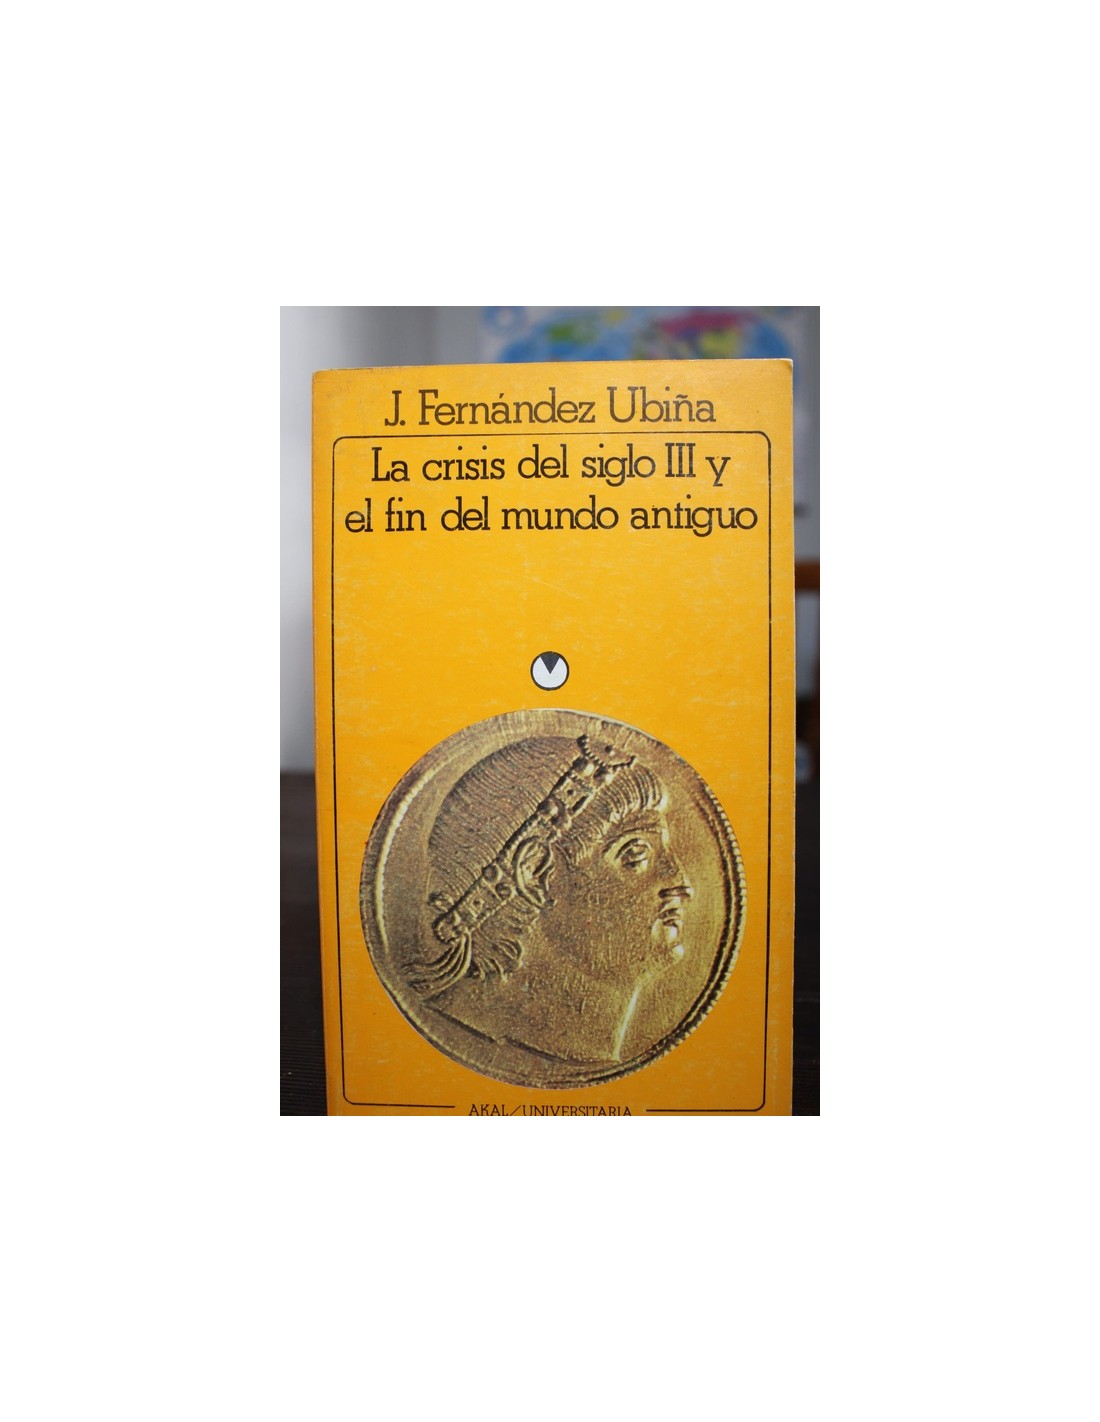 J. Fernández Ubiña
La crisis del siglo III y
el fin del mundo antiguo
AKAL/UNIVERSITARIA